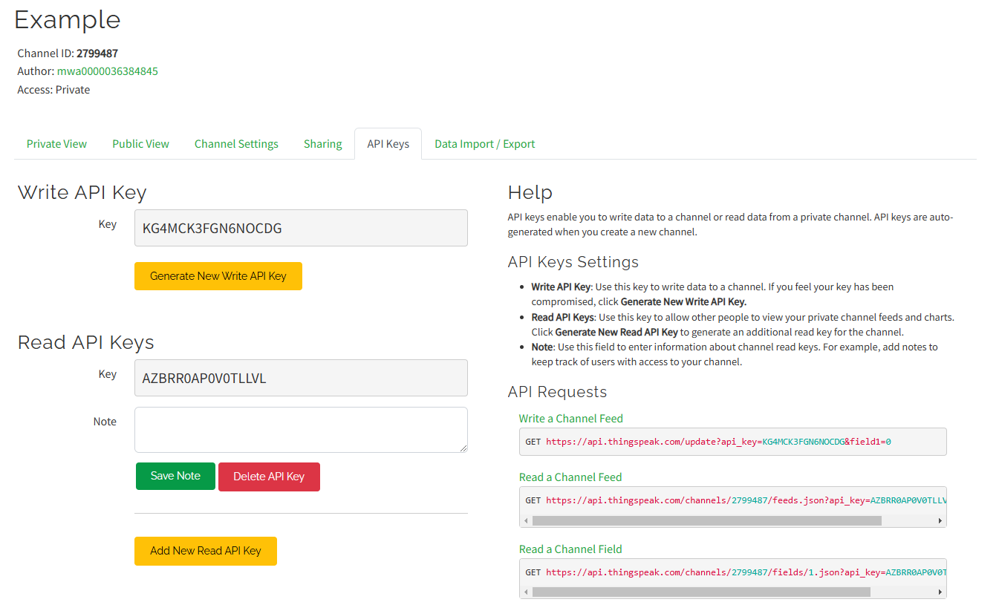 Example
Channel ID: 2799487
Author: mwa0000036384845
Access: Private
Private View
Public View
Channel Settings
Sharing
API Keys
Data Import / Export
Write API Key
Key
KG4MCK3FGN6NOCDG
Generate New Write API Key
Read API Keys
Key
AZBRR0AP0V0TLLVL
Note
Save Note
Delete API Key
Add New Read API Key
Help
API keys enable you to write data to a channel or read data from a private channel. API keys are auto-
generated when you create a new channel.
API Keys Settings
• Write API Key: Use this key to write data to a channel. If you feel your key has been
compromised, click Generate New Write API Key.
• Read API Keys: Use this key to allow other people to view your private channel feeds and charts.
Click Generate New Read API Key to generate an additional read key for the channel.
• Note: Use this field to enter information about channel read keys. For example, add notes to
keep track of users with access to your channel.
API Requests
Write a Channel Feed
GET https://api.thingspeak.com/update?api_key=KG4MCK3FGN6NOCDG&field1=0
Read a Channel Feed
GET https://api.thingspeak.com/channels/2799487/feeds.json?api_key=AZBRR0AP0V0TLLV
Read a Channel Field
GET https://api.thingspeak.com/channels/2799487/fields/1.json?api_key=AZBRR0AP0V0T